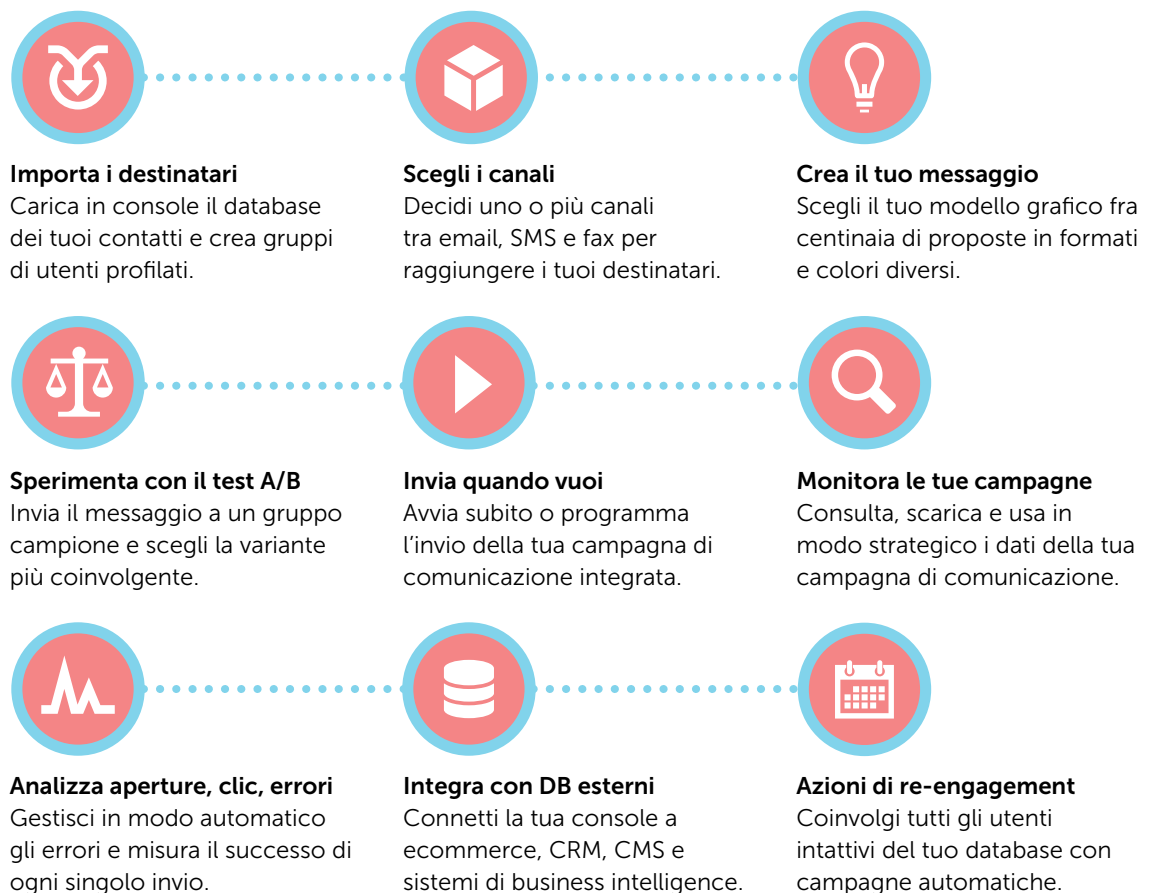 Importa i destinatari
Carica in console il database
dei tuoi contatti e crea gruppi
di utenti profilati.
Scegli i canali
Decidi uno o più canali
tra email, SMS e fax per
raggiungere i tuoi destinatari.
Crea il tuo messaggio
Scegli il tuo modello grafico fra
centinaia di proposte in formati
e colori diversi.
Sperimenta con il test A/B
Invia il messaggio a un gruppo
campione e scegli la variante
più coinvolgente.
Invia quando vuoi
Avvia subito o programma
l’invio della tua campagna di
comunicazione integrata.
Monitora le tue campagne
Consulta, scarica e usa in
modo strategico i dati della tua
campagna di comunicazione.
Analizza aperture, clic, errori
Gestisci in modo automatico
gli errori e misura il successo di
ogni singolo invio.
Integra con DB esterni
Connetti la tua console a
ecommerce, CRM, CMS e
sistemi di business intelligence.
Azioni di re-engagement
Coinvolgi tutti gli utenti
intattivi del tuo database con
campagne automatiche.